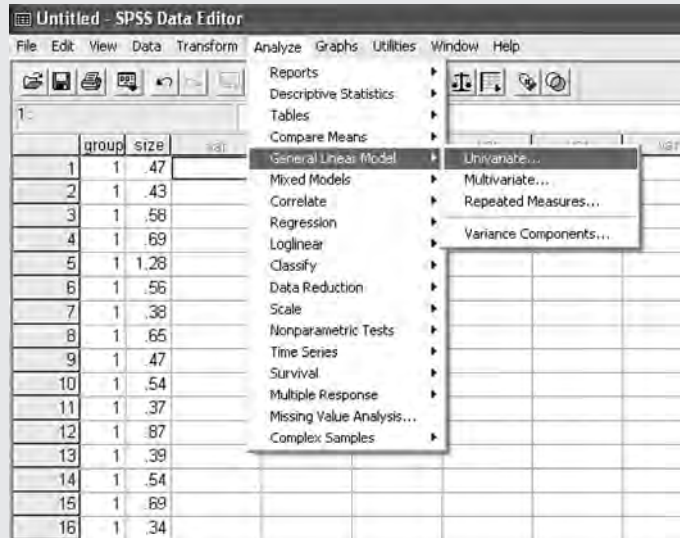 Untitled - SPSS Data Editor
File Edit View Data Transform Analyze Graphs Utilities Window Help
1:
Reports
Descriptive Statistics
Tables
Compare Means
General Linear Model
Mixed Models
Correlate
Regression
Loglinear
Classify
Data Reduction
Scale
Nonparametric Tests
Time Series
Survival
Multiple Response
Missing Value Analysis...
Complex Samples
Univariate...
Multivariate...
Repeated Measures...
Variance Components...
group size var var
1 1 .47
2 1 .43
3 1 .58
4 1 .69
5 1 1.28
6 1 .56
7 1 .38
8 1 .65
9 1 .47
10 1 .54
11 1 .37
12 1 .87
13 1 .39
14 1 .54
15 1 .69
16 1 .34